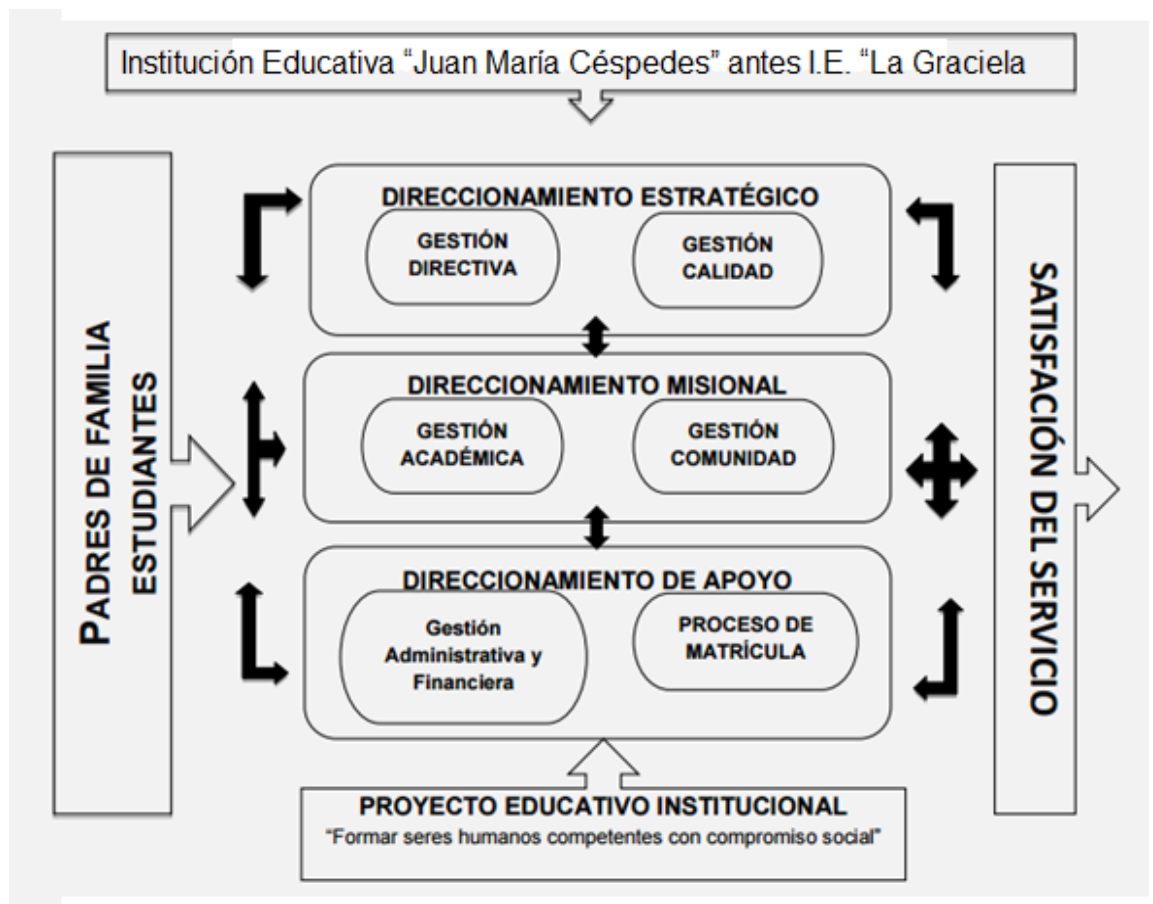 Institución Educativa “Juan María Céspedes” antes I.E. “La Graciela
PADRES DE FAMILIA
ESTUDIANTES
DIRECCIONAMIENTO ESTRATÉGICO
GESTIÓN
DIRECTIVA
GESTIÓN
CALIDAD
DIRECCIONAMIENTO MISIONAL
GESTIÓN
ACADÉMICA
GESTIÓN
COMUNIDAD
DIRECCIONAMIENTO DE APOYO
Gestión
Administrativa y
Financiera
PROCESO DE
MATRÍCULA
SATISFACIÓN DEL SERVICIO
PROYECTO EDUCATIVO INSTITUCIONAL
“Formar seres humanos competentes con compromiso social”